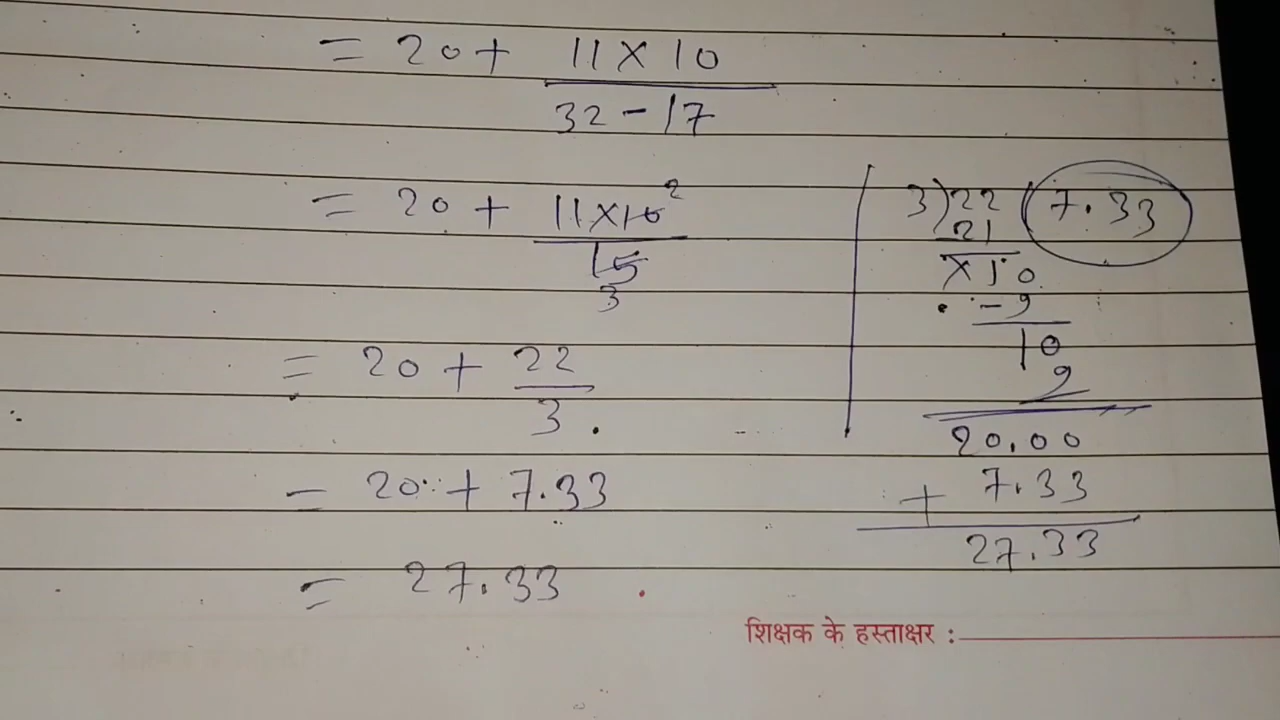 = 20 + 11 × 10
32 - 17
= 20 + 11 × 10 2
15
3
= 20 + 22
3
= 20 + 7.33
= 27.33
3)22(7.33
21
×10
-9
10
9
20.00
+ 7.33
27.33
शिक्षक के हस्ताक्षर :